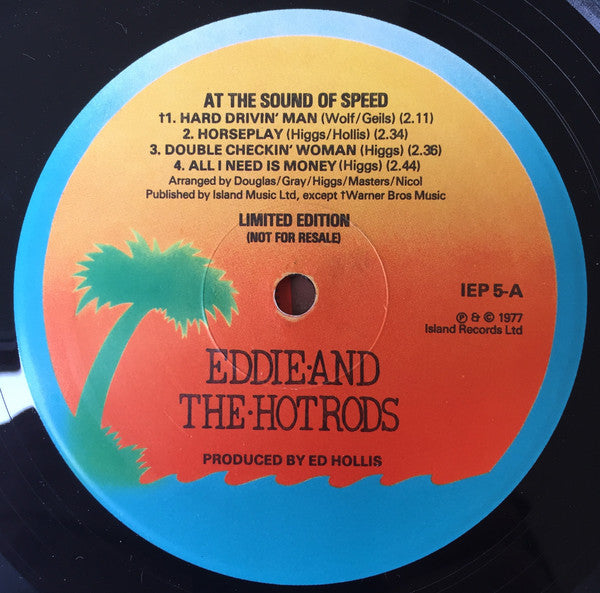 AT THE SOUND OF SPEED
†1. HARD DRIVIN' MAN (Wolf/Geils) (2.11)
2. HORSEPLAY (Higgs/Hollis) (2.34)
3. DOUBLE CHECKIN' WOMAN (Higgs) (2.36)
4. ALL I NEED IS MONEY (Higgs) (2.44)
Arranged by Douglas/Gray/Higgs/Masters/Nicol
Published by Island Music Ltd, except †Warner Bros Music
LIMITED EDITION
(NOT FOR RESALE)
IEP 5-A
℗ & © 1977
Island Records Ltd
EDDIE·AND
THE·HOTRODS
PRODUCED BY ED HOLLIS